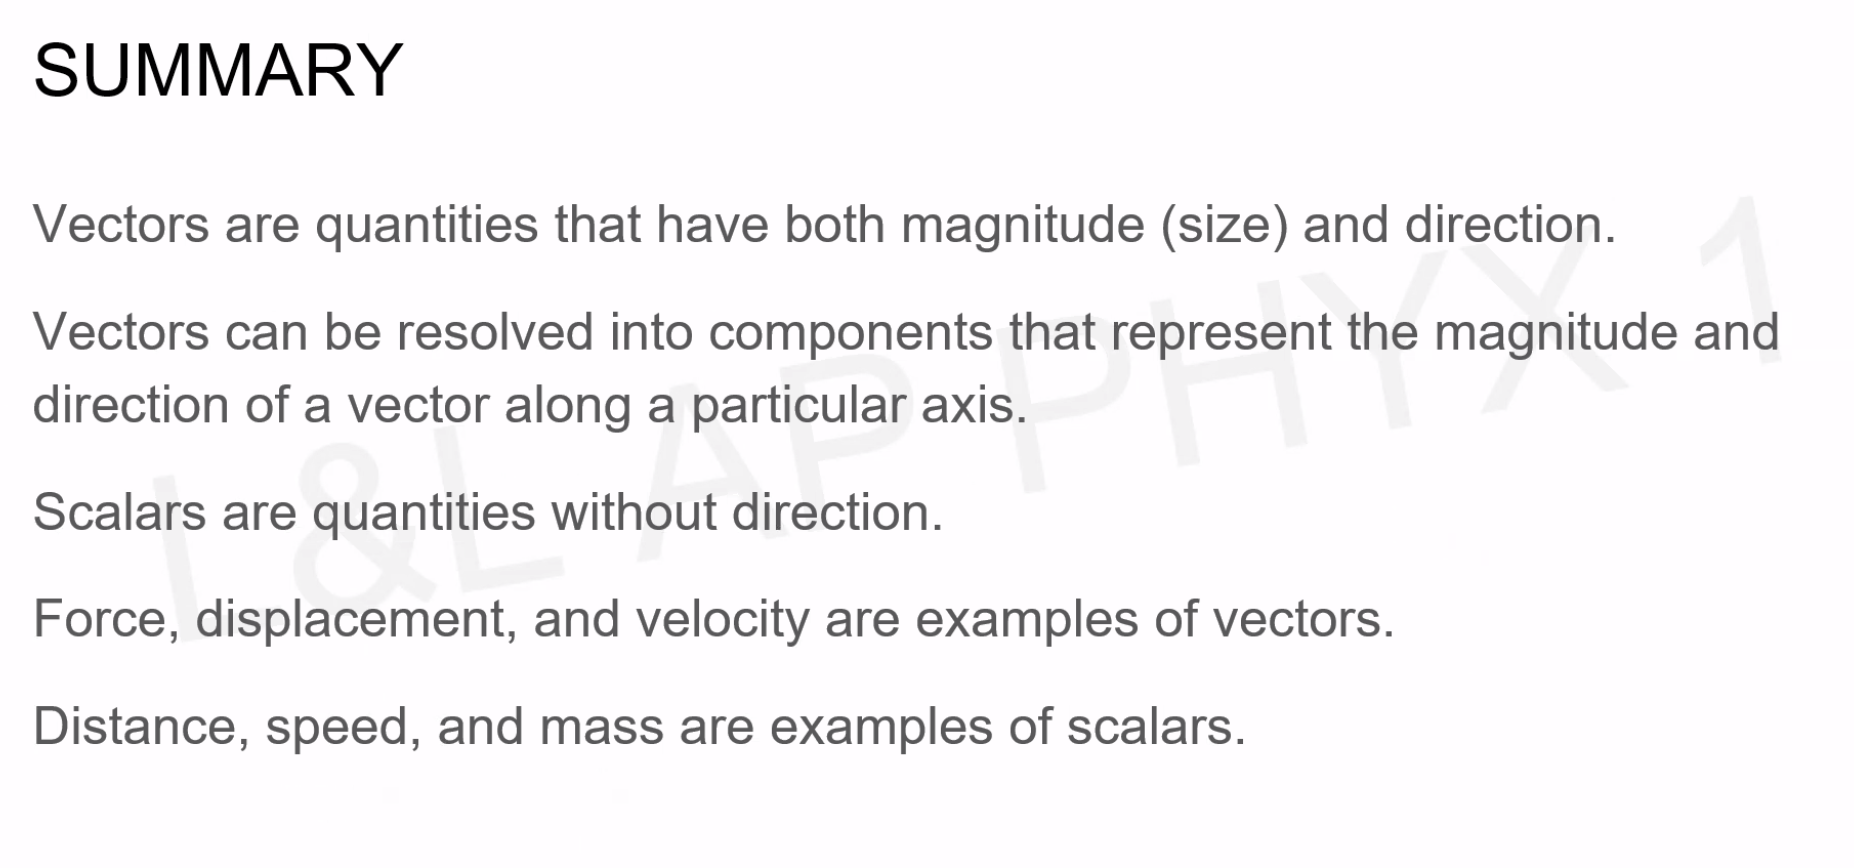 SUMMARY
Vectors are quantities that have both magnitude (size) and direction.
Vectors can be resolved into components that represent the magnitude and
direction of a vector along a particular axis.
Scalars are quantities without direction.
Force, displacement, and velocity are examples of vectors.
Distance, speed, and mass are examples of scalars.
L&L AP PHYX 1